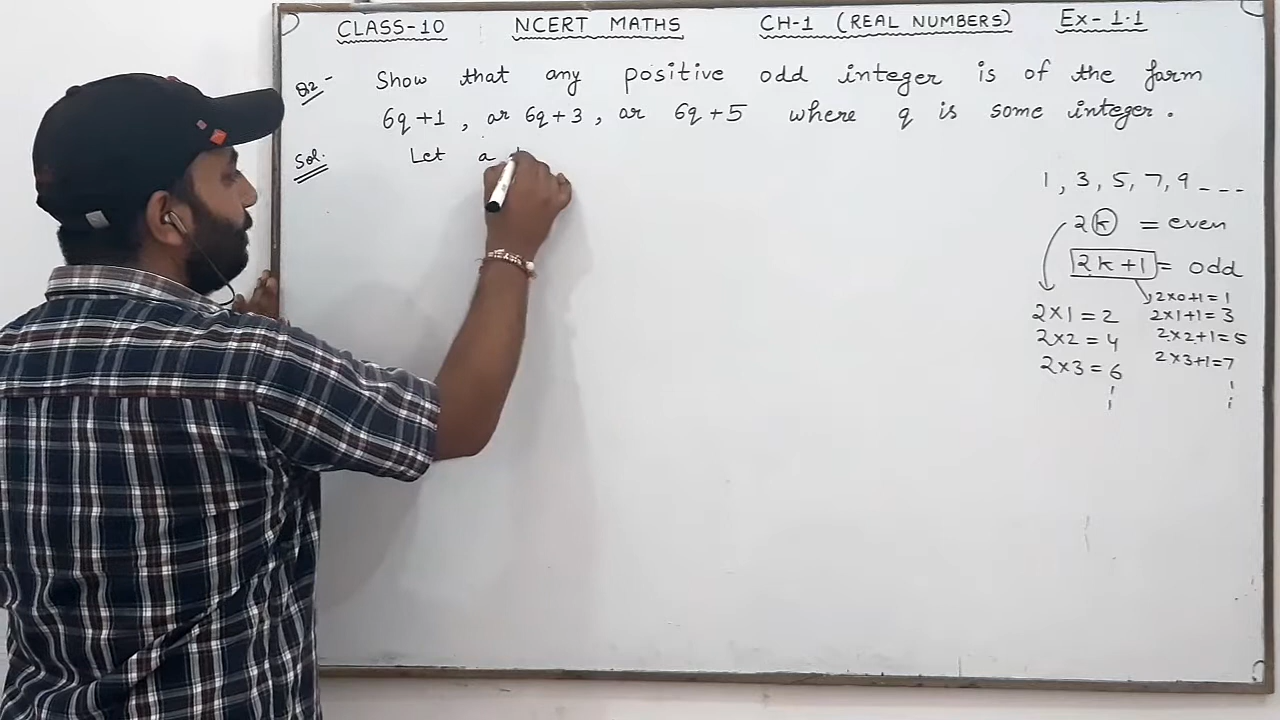 CLASS-10 NCERT MATHS CH-1 (REAL NUMBERS) Ex-1.1
Q2- Show that any positive odd integer is of the form
6q+1, or 6q+3, or 6q+5 where q is some integer.
Sol. Let a
1, 3, 5, 7, 9 ---
2k = even
2k+1 = odd
2×1=2
2×2=4
2×3=6
2×0+1=1
2×1+1=3
2×2+1=5
2×3+1=7